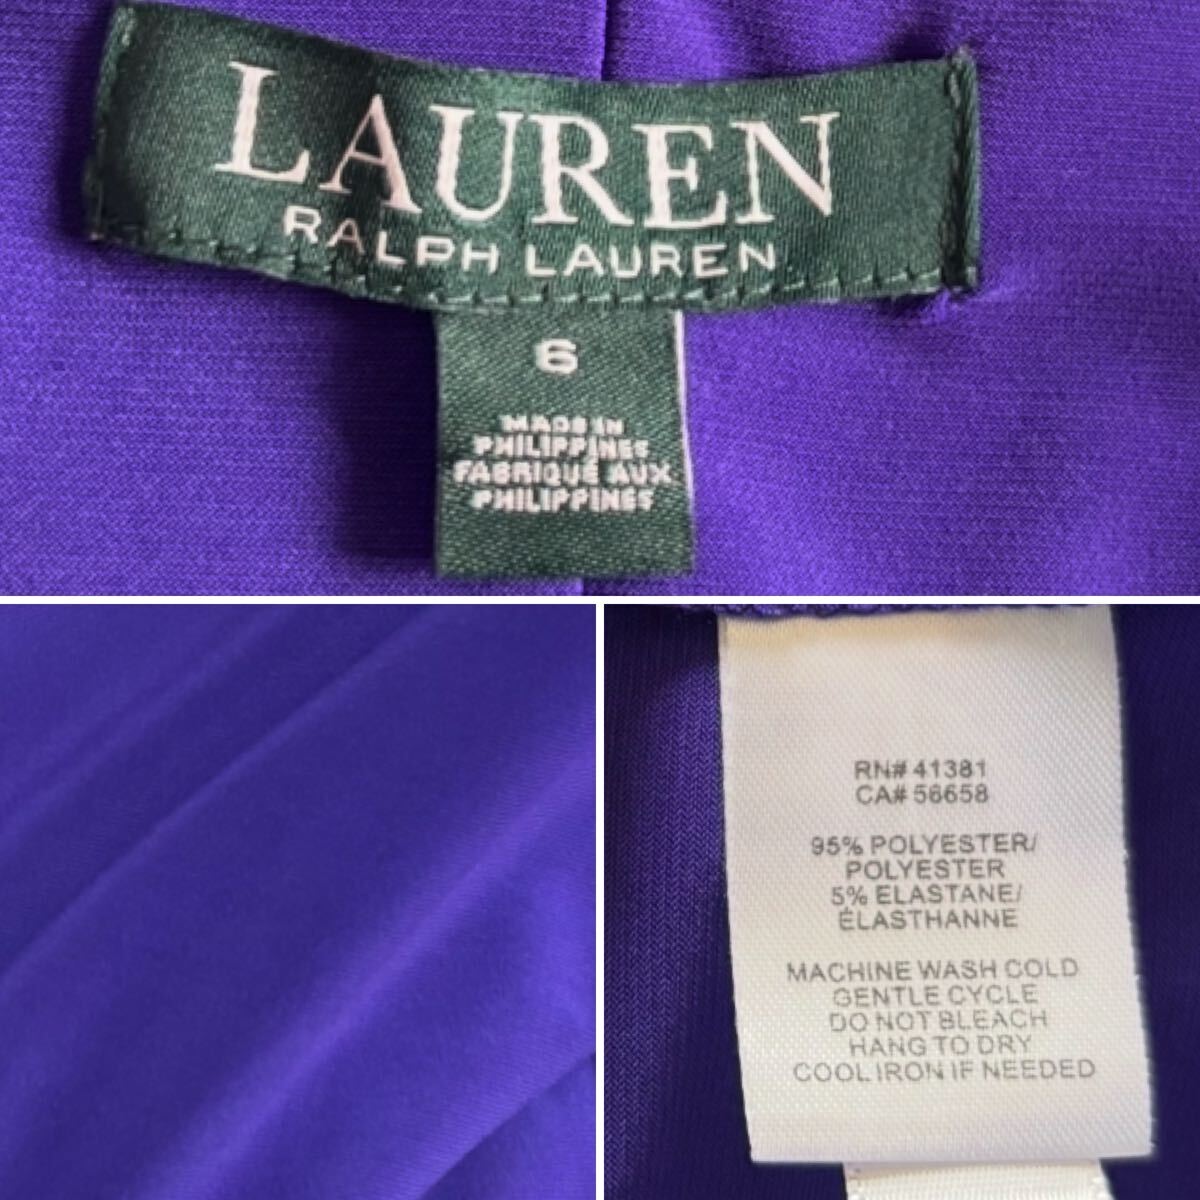 LAUREN
RALPH LAUREN
6
MADE IN
PHILIPPINES
FABRIQUÉ AUX
PHILIPPINES
RN# 41381
CA# 56658
95% POLYESTER/
POLYESTER
5% ELASTANE/
ÉLASTHANNE
MACHINE WASH COLD
GENTLE CYCLE
DO NOT BLEACH
HANG TO DRY
COOL IRON IF NEEDED